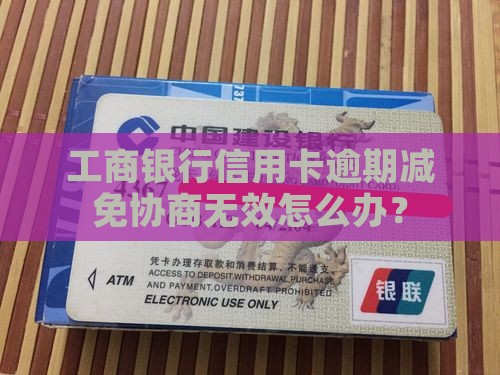 中国建设银行
工商银行信用卡逾期减
免协商无效怎么办？
4367
凭卡办理存取款和消费结算，不能透支。
ACCESS TO DEPOSIT.WITHDRAWAL.PURCHASE
AND PAYMENT.OVERDRAFT PROHIBITED.
ATM
ELECTRONIC USE ONLY
银联